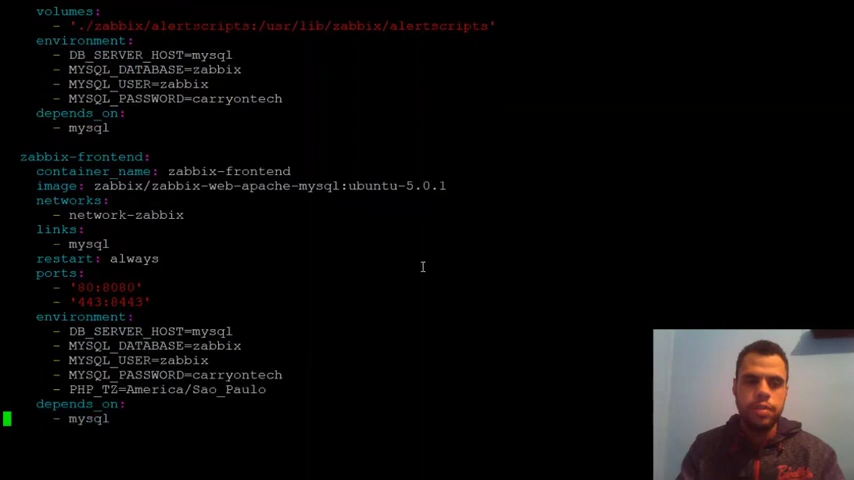 volumes:
- './zabbix/alertscripts:/usr/lib/zabbix/alertscripts'
environment:
- DB_SERVER_HOST=mysql
- MYSQL_DATABASE=zabbix
- MYSQL_USER=zabbix
- MYSQL_PASSWORD=carryontech
depends_on:
- mysql
zabbix-frontend:
container_name: zabbix-frontend
image: zabbix/zabbix-web-apache-mysql:ubuntu-5.0.1
networks:
- network-zabbix
links:
- mysql
restart: always
ports:
- '80:8080'
- '443:8443'
environment:
- DB_SERVER_HOST=mysql
- MYSQL_DATABASE=zabbix
- MYSQL_USER=zabbix
- MYSQL_PASSWORD=carryontech
- PHP_TZ=America/Sao_Paulo
depends_on:
- mysql